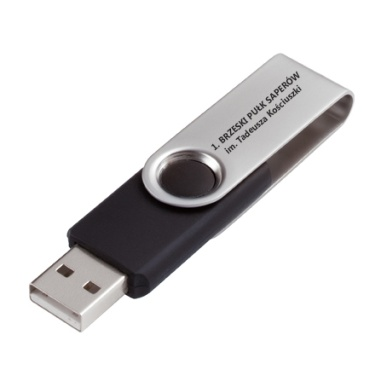 1. BRZESKI PUŁK SAPERÓW
im. Tadeusza Kościuszki